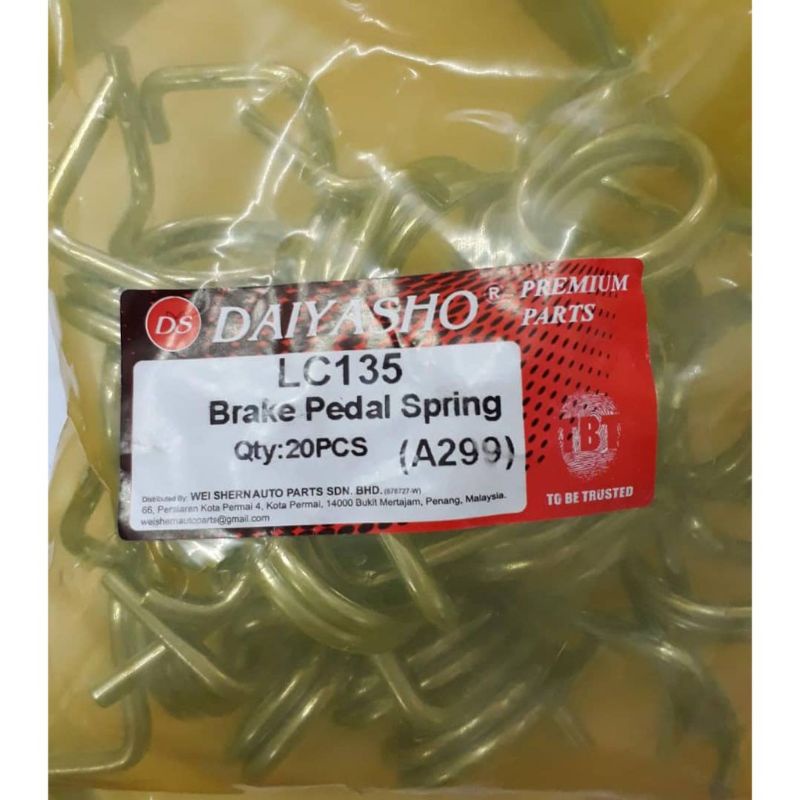 DS DAIYASHO R PREMIUM
PARTS
LC135
Brake Pedal Spring
Qty:20PCS (A299)
Distributed By: WEI SHERN AUTO PARTS SDN. BHD. (878727-W)
66, Persiaran Kota Permai 4, Kota Permai, 14000 Bukit Mertajam, Penang, Malaysia.
weishernautoparts@gmail.com
TBT
TO BE TRUSTED